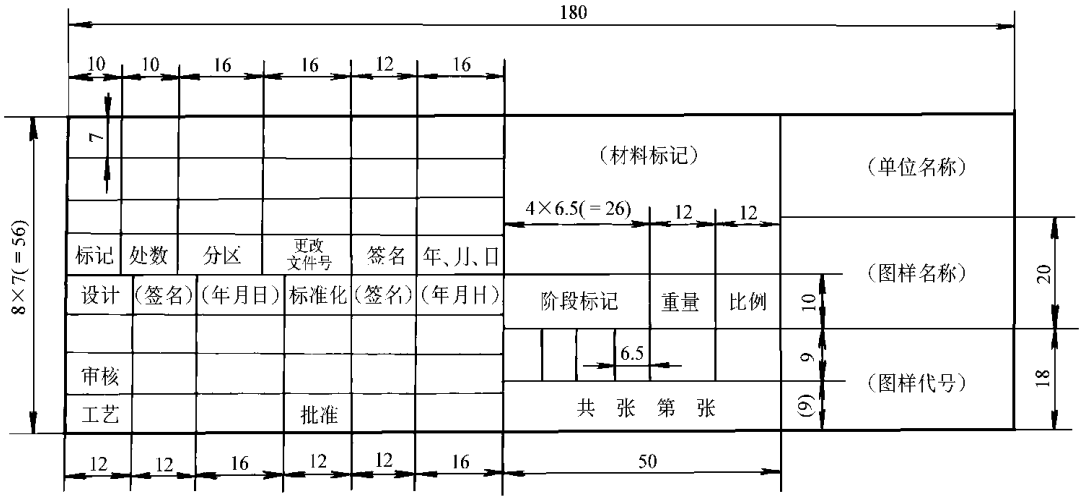 180
10 10 16 16 12 16
7
(材料标记)
(单位名称)
4×6.5(=26) 12 12
8×7(=56)
标记 处数 分区 更改文件号 签名 年、月、日
(图样名称)
20
设计 (签名) (年月日) 标准化 (签名) (年月日)
阶段标记 重量 比例
10
6.5
9
审核
(图样代号)
18
工艺 批准
共 张 第 张
(9)
12 12 16 12 12 16 50